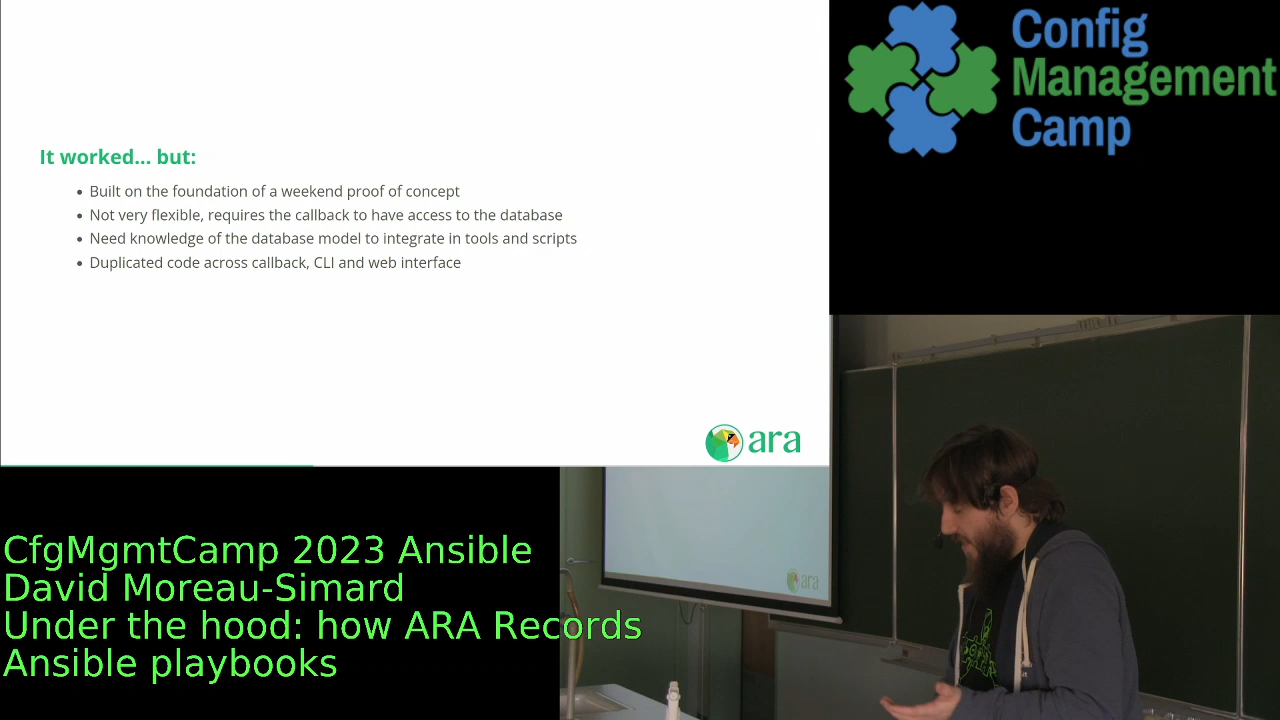 It worked... but:
Built on the foundation of a weekend proof of concept
Not very flexible, requires the callback to have access to the database
Need knowledge of the database model to integrate in tools and scripts
Duplicated code across callback, CLI and web interface
ara
Config
Management
Camp
ara
CfgMgmtCamp 2023 Ansible
David Moreau-Simard
Under the hood: how ARA Records
Ansible playbooks